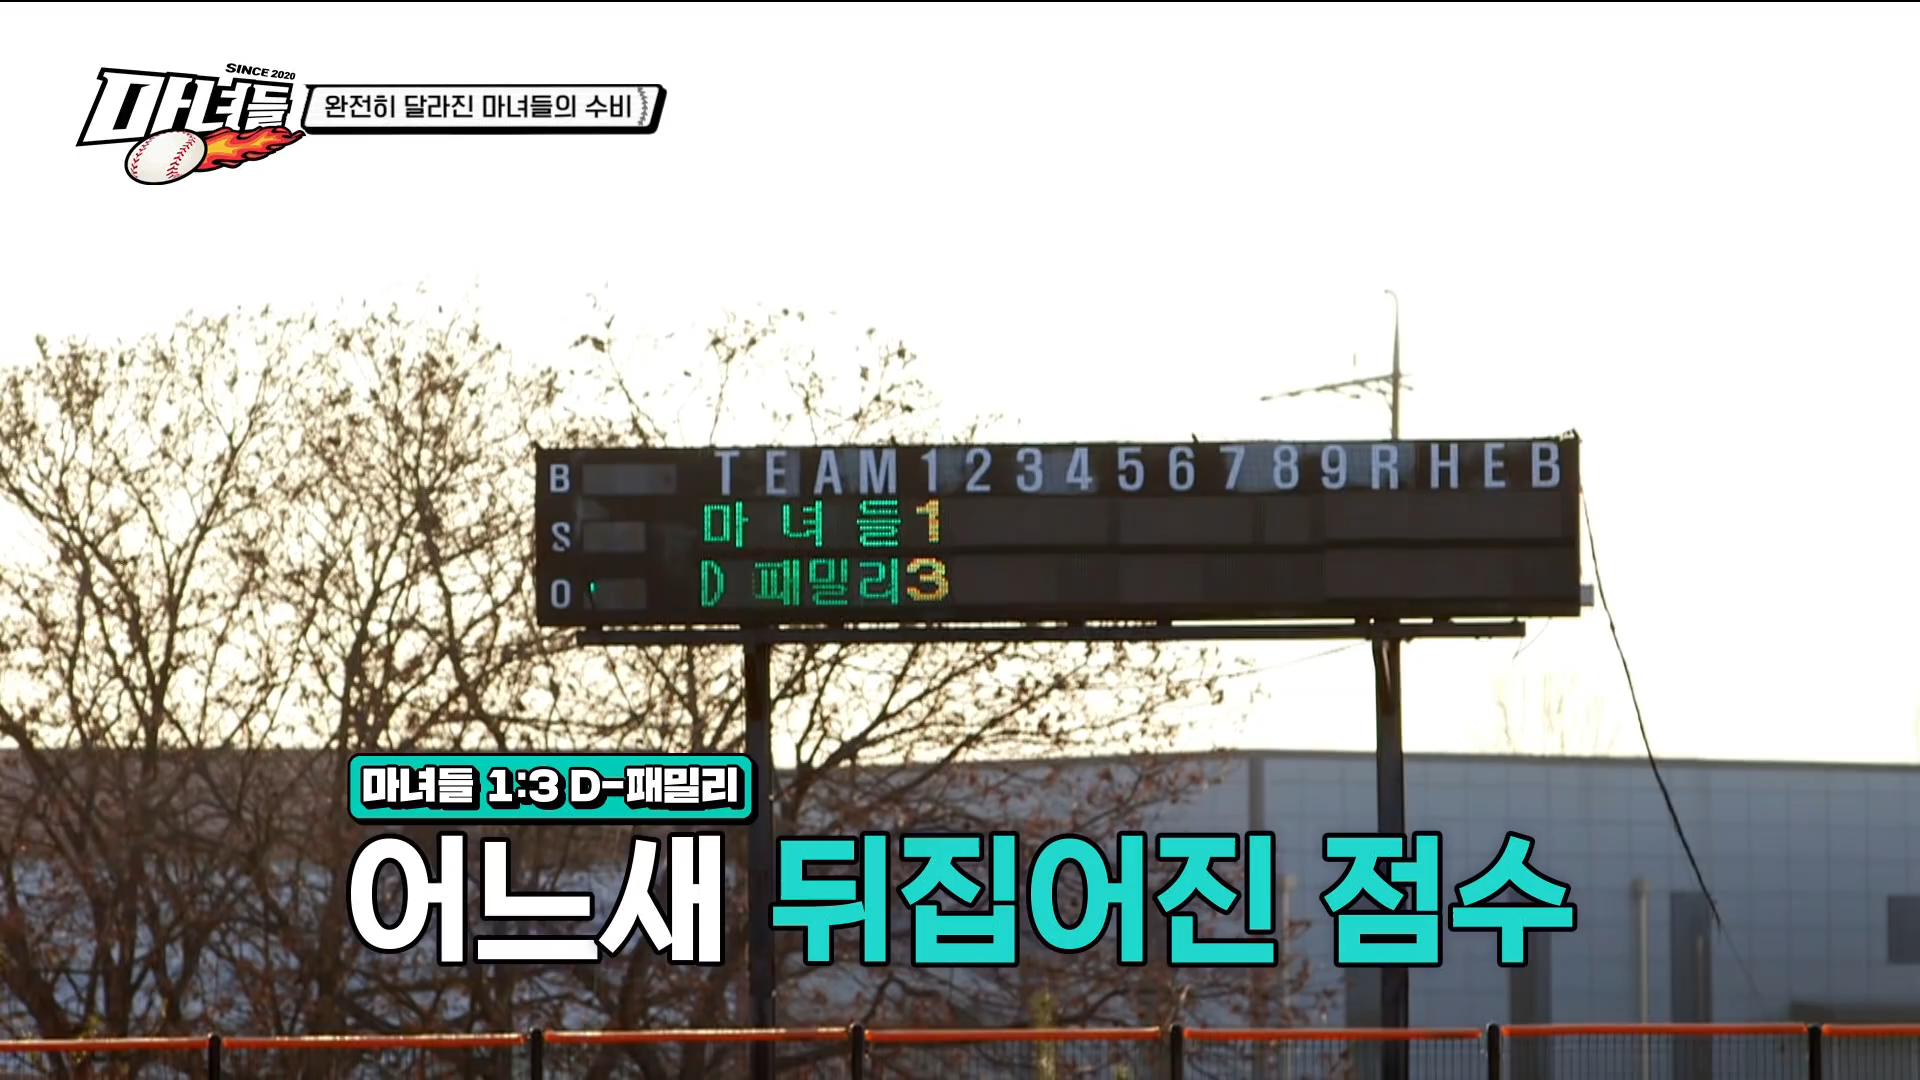 SINCE 2020
마녀들
완전히 달라진 마녀들의 수비
B TEAM 1 2 3 4 5 6 7 8 9 R H E B
S 마녀들 1
O D 패밀리 3
마녀들 1:3 D-패밀리
어느새 뒤집어진 점수